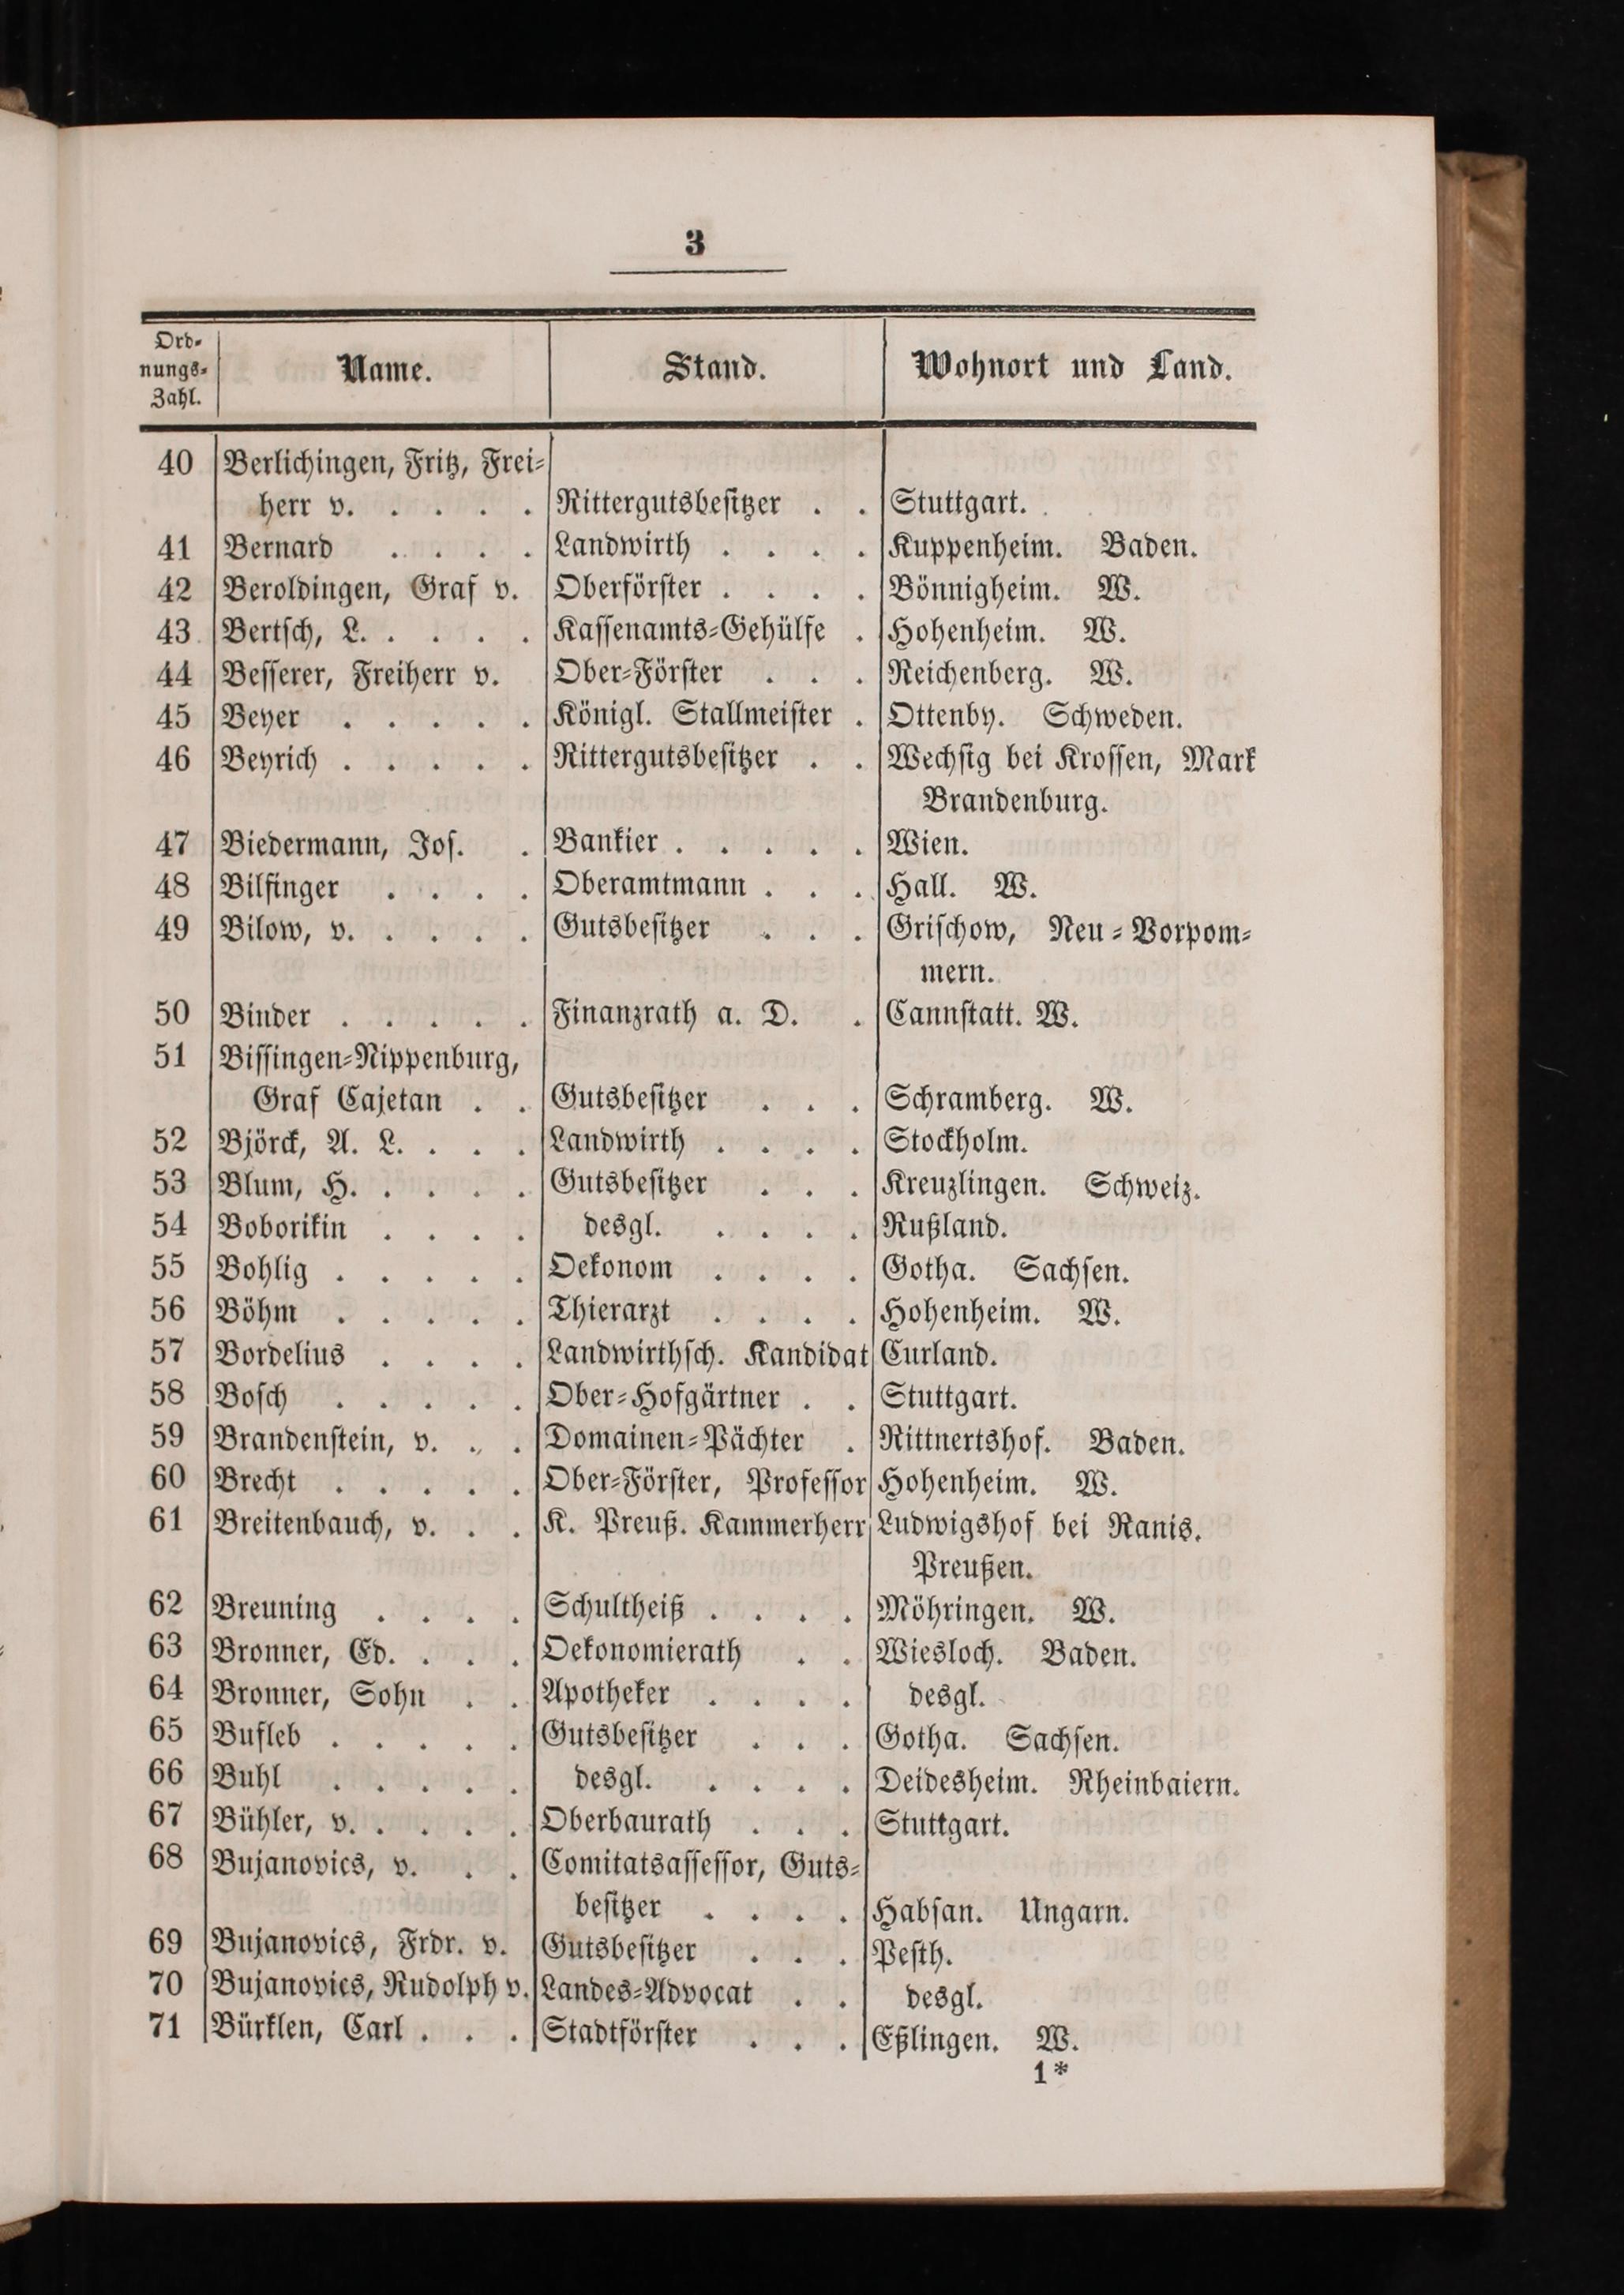 3
Ord-
nungs-
Zahl. Name. Stand. Wohnort und Land.
40 Berlichingen, Fritz, Frei-
herr v. . . . . Rittergutsbesitzer . . Stuttgart.
41 Bernard . . . . Landwirth . . . . Kuppenheim. Baden.
42 Beroldingen, Graf v. Oberförster . . . . Bönnigheim. W.
43 Bertsch, L. . . . . Kassenamts-Gehülfe . Hohenheim. W.
44 Besserer, Freiherr v. Ober-Förster . . . Reichenberg. W.
45 Beyer . . . . . Königl. Stallmeister . Ottenby. Schweden.
46 Beyrich . . . . . Rittergutsbesitzer . . Wechsig bei Krossen, Mark
Brandenburg.
47 Biedermann, Jos. . Bankier . . . . . Wien.
48 Bilfinger . . . . Oberamtmann . . . Hall. W.
49 Bilow, v. . . . . Gutsbesitzer . . . Grischow, Neu-Vorpom-
mern.
50 Binder . . . . . Finanzrath a. D. . Cannstatt. W.
51 Bissingen-Nippenburg,
Graf Cajetan . . Gutsbesitzer . . . Schramberg. W.
52 Björck, A. L. . . . Landwirth . . . . Stockholm.
53 Blum, H. . . . . Gutsbesitzer . . . Kreuzlingen. Schweiz.
54 Boborikin . . . . desgl. . . . . Rußland.
55 Bohlig . . . . . Oekonom . . . . Gotha. Sachsen.
56 Böhm . . . . . Thierarzt . . . . Hohenheim. W.
57 Bordelius . . . . Landwirthsch. Kandidat Curland.
58 Bosch . . . . . Ober-Hofgärtner . . Stuttgart.
59 Brandenstein, v. . . Domainen-Pächter . Rittnertshof. Baden.
60 Brecht . . . . . Ober-Förster, Professor Hohenheim. W.
61 Breitenbauch, v. . . K. Preuß. Kammerherr Ludwigshof bei Ranis.
Preußen.
62 Breuning . . . . Schultheiß . . . . Möhringen. W.
63 Bronner, Ed. . . . Oekonomierath . . Wiesloch. Baden.
64 Bronner, Sohn . . Apotheker . . . . desgl.
65 Bufleb . . . . . Gutsbesitzer . . . Gotha. Sachsen.
66 Buhl . . . . . desgl. . . . . Deidesheim. Rheinbaiern.
67 Bühler, v. . . . . Oberbaurath . . . Stuttgart.
68 Bujanovics, v. . . Comitatsassessor, Guts-
besitzer . . . . Habsan. Ungarn.
69 Bujanovics, Frdr. v. Gutsbesitzer . . . Pesth.
70 Bujanovics, Rudolph v. Landes-Advocat . . desgl.
71 Bürklen, Carl . . . Stadtförster . . . Eßlingen. W.
1*